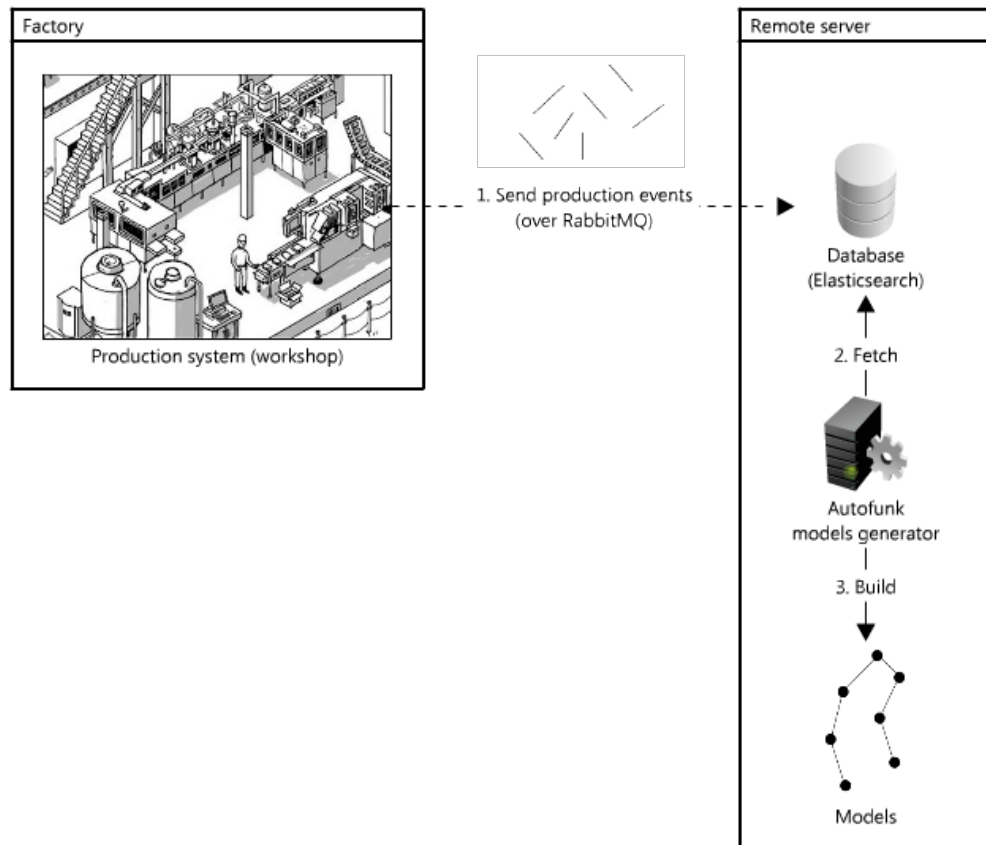 Factory
Production system (workshop)
1. Send production events
(over RabbitMQ)
Remote server
Database
(Elasticsearch)
2. Fetch
Autofunk
models generator
3. Build
Models